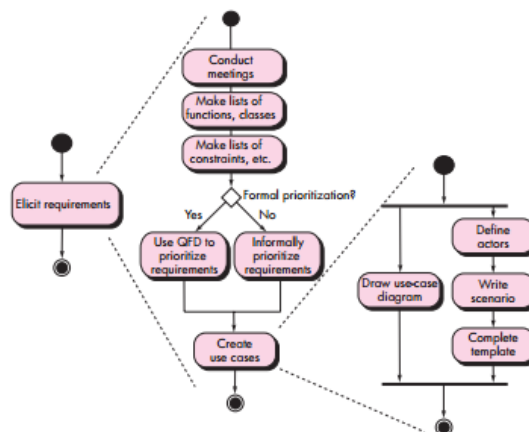 Conduct
meetings
Make lists of
functions, classes
Make lists of
constraints, etc.
Formal prioritization?
Yes
No
Use QFD to
prioritize
requirements
Informally
prioritize
requirements
Create
use cases
Elicit requirements
Draw use-case
diagram
Define
actors
Write
scenario
Complete
template